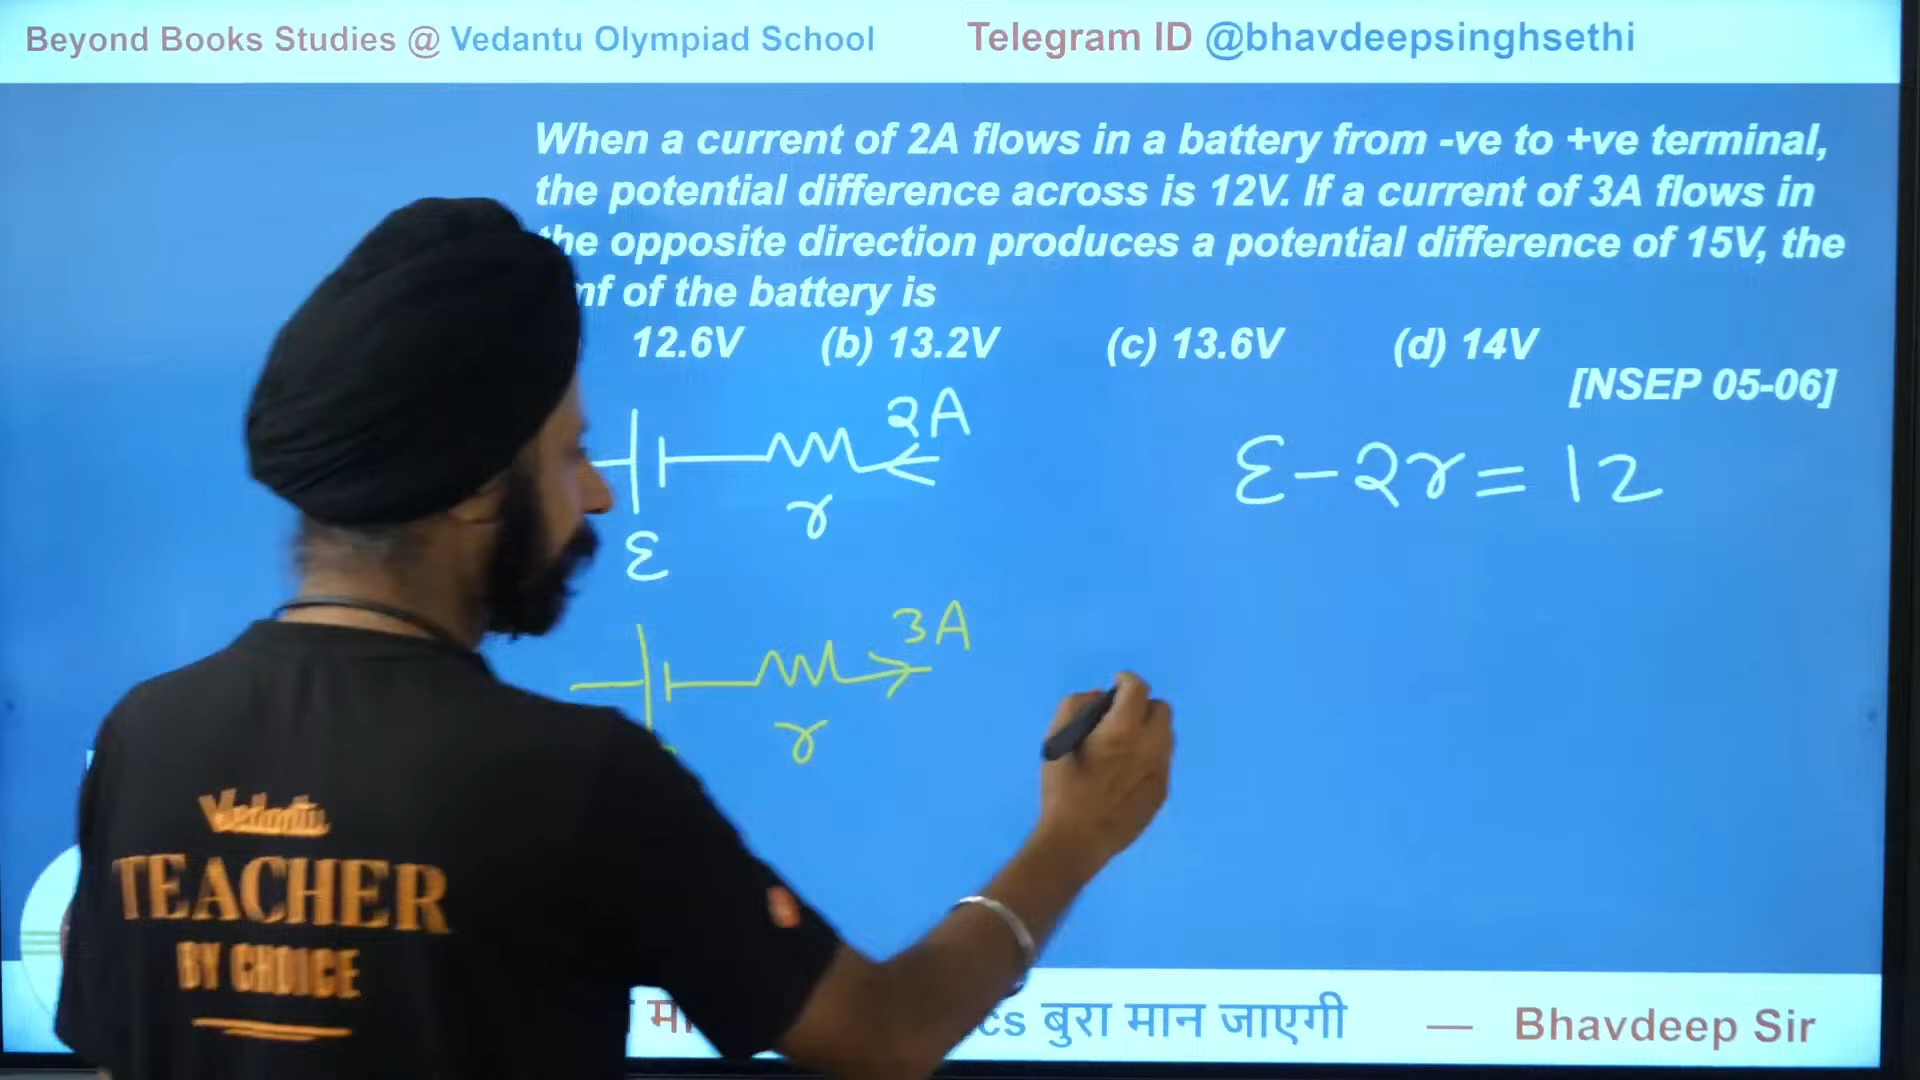 Beyond Books Studies @ Vedantu Olympiad School
Telegram ID @bhavdeepsinghsethi
When a current of 2A flows in a battery from -ve to +ve terminal,
the potential difference across is 12V. If a current of 3A flows in
the opposite direction produces a potential difference of 15V, the
of the battery is
12.6V (b) 13.2V (c) 13.6V (d) 14V
[NSEP 05-06]
2A
r
ε
ε-2r = 12
3A
r
Vedantu
TEACHER
BY CHOICE
बुरा मान जाएगी — Bhavdeep Sir